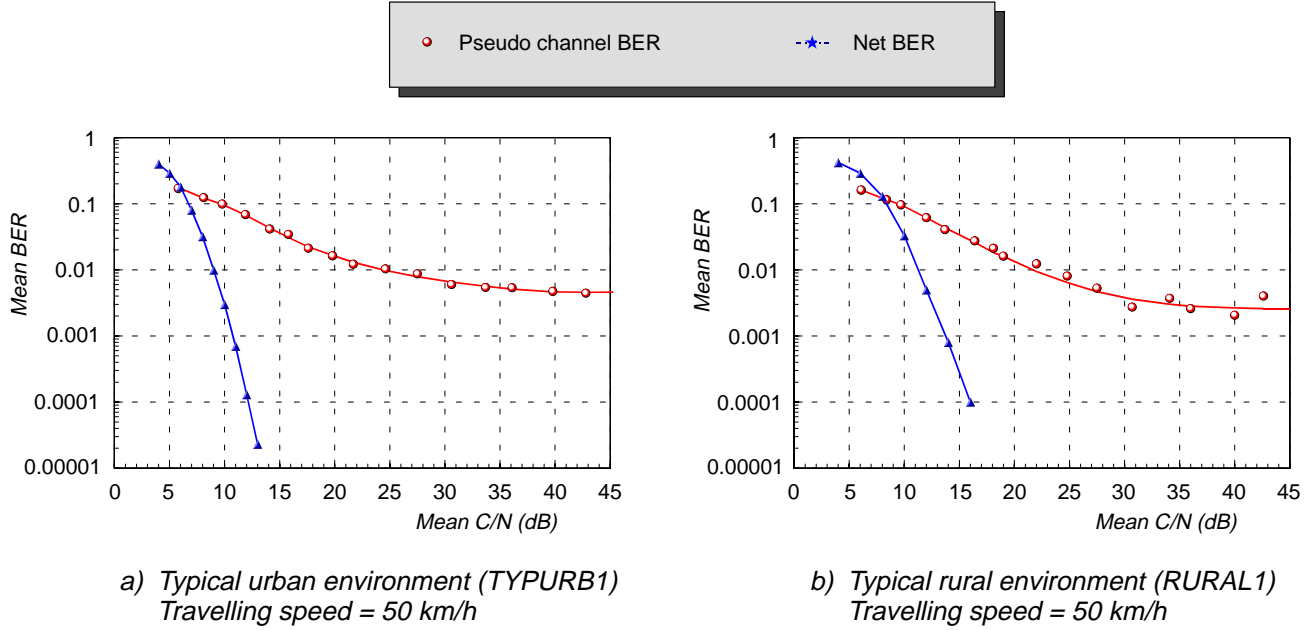 Pseudo channel BER
Net BER
Mean BER
1
0.1
0.01
0.001
0.0001
0.00001
0 5 10 15 20 25 30 35 40 45
Mean C/N (dB)
a) Typical urban environment (TYPURB1)
Travelling speed = 50 km/h
Mean BER
1
0.1
0.01
0.001
0.0001
0.00001
0 5 10 15 20 25 30 35 40 45
Mean C/N (dB)
b) Typical rural environment (RURAL1)
Travelling speed = 50 km/h